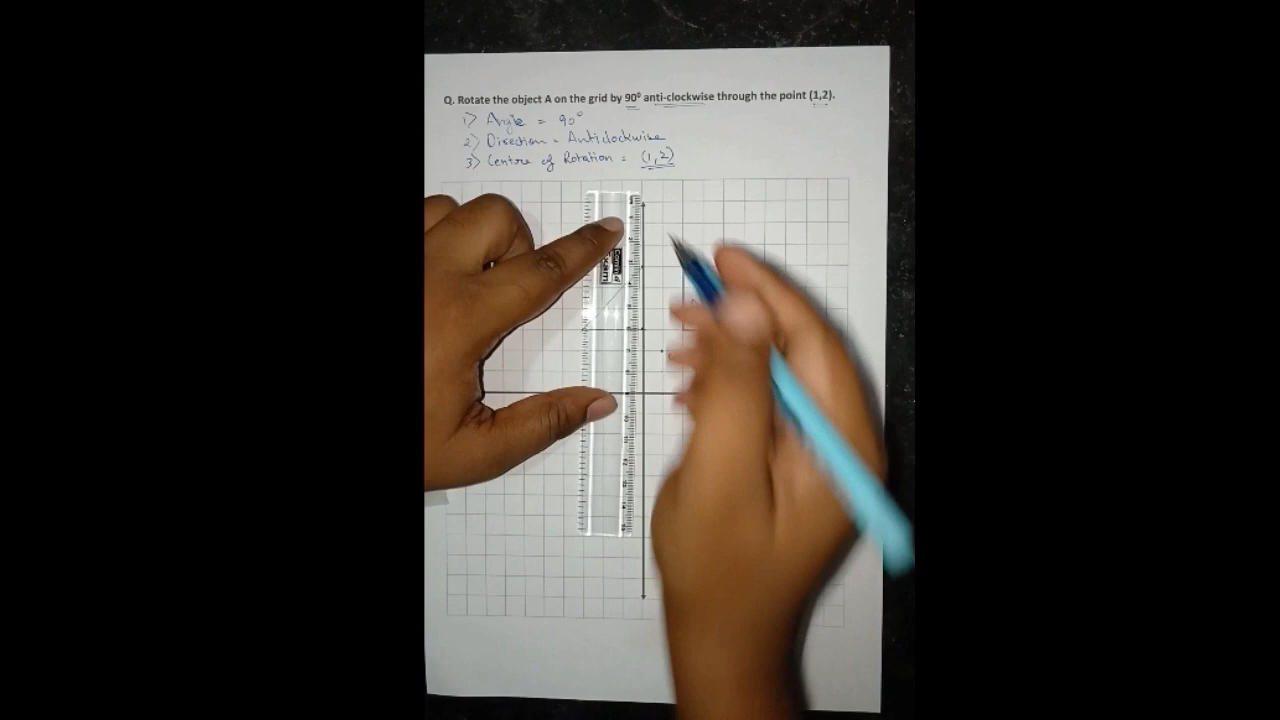 Q. Rotate the object A on the grid by 90⁰ anti-clockwise through the point (1,2).
1) Angle = 90°
2) Direction = Anticlockwise
3) Centre of Rotation = (1,2)